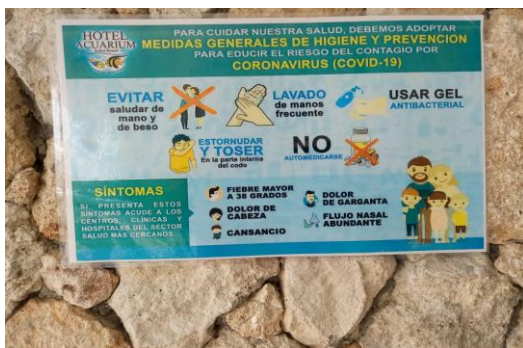 HOTEL
ACUARIUM
PARA CUIDAR NUESTRA SALUD, DEBEMOS ADOPTAR
MEDIDAS GENERALES DE HIGIENE Y PREVENCION
PARA EDUCIR EL RIESGO DEL CONTAGIO POR
CORONAVIRUS (COVID-19)
EVITAR
saludar de
mano y
de beso
LAVADO
de manos
frecuente
USAR GEL
ANTIBACTERIAL
ESTORNUDAR
Y TOSER
En la parte interna
del codo
NO
AUTOMEDICARSE
SÍNTOMAS
SI PRESENTA ESTOS
SÍNTOMAS ACUDE A LOS
CENTROS, CLINICAS Y
HOSPITALES DEL SECTOR
SALUD MÁS CERCANOS.
FIEBRE MAYOR
A 38 GRADOS
DOLOR DE
CABEZA
CANSANCIO
DOLOR
DE GARGANTA
FLUJO NASAL
ABUNDANTE